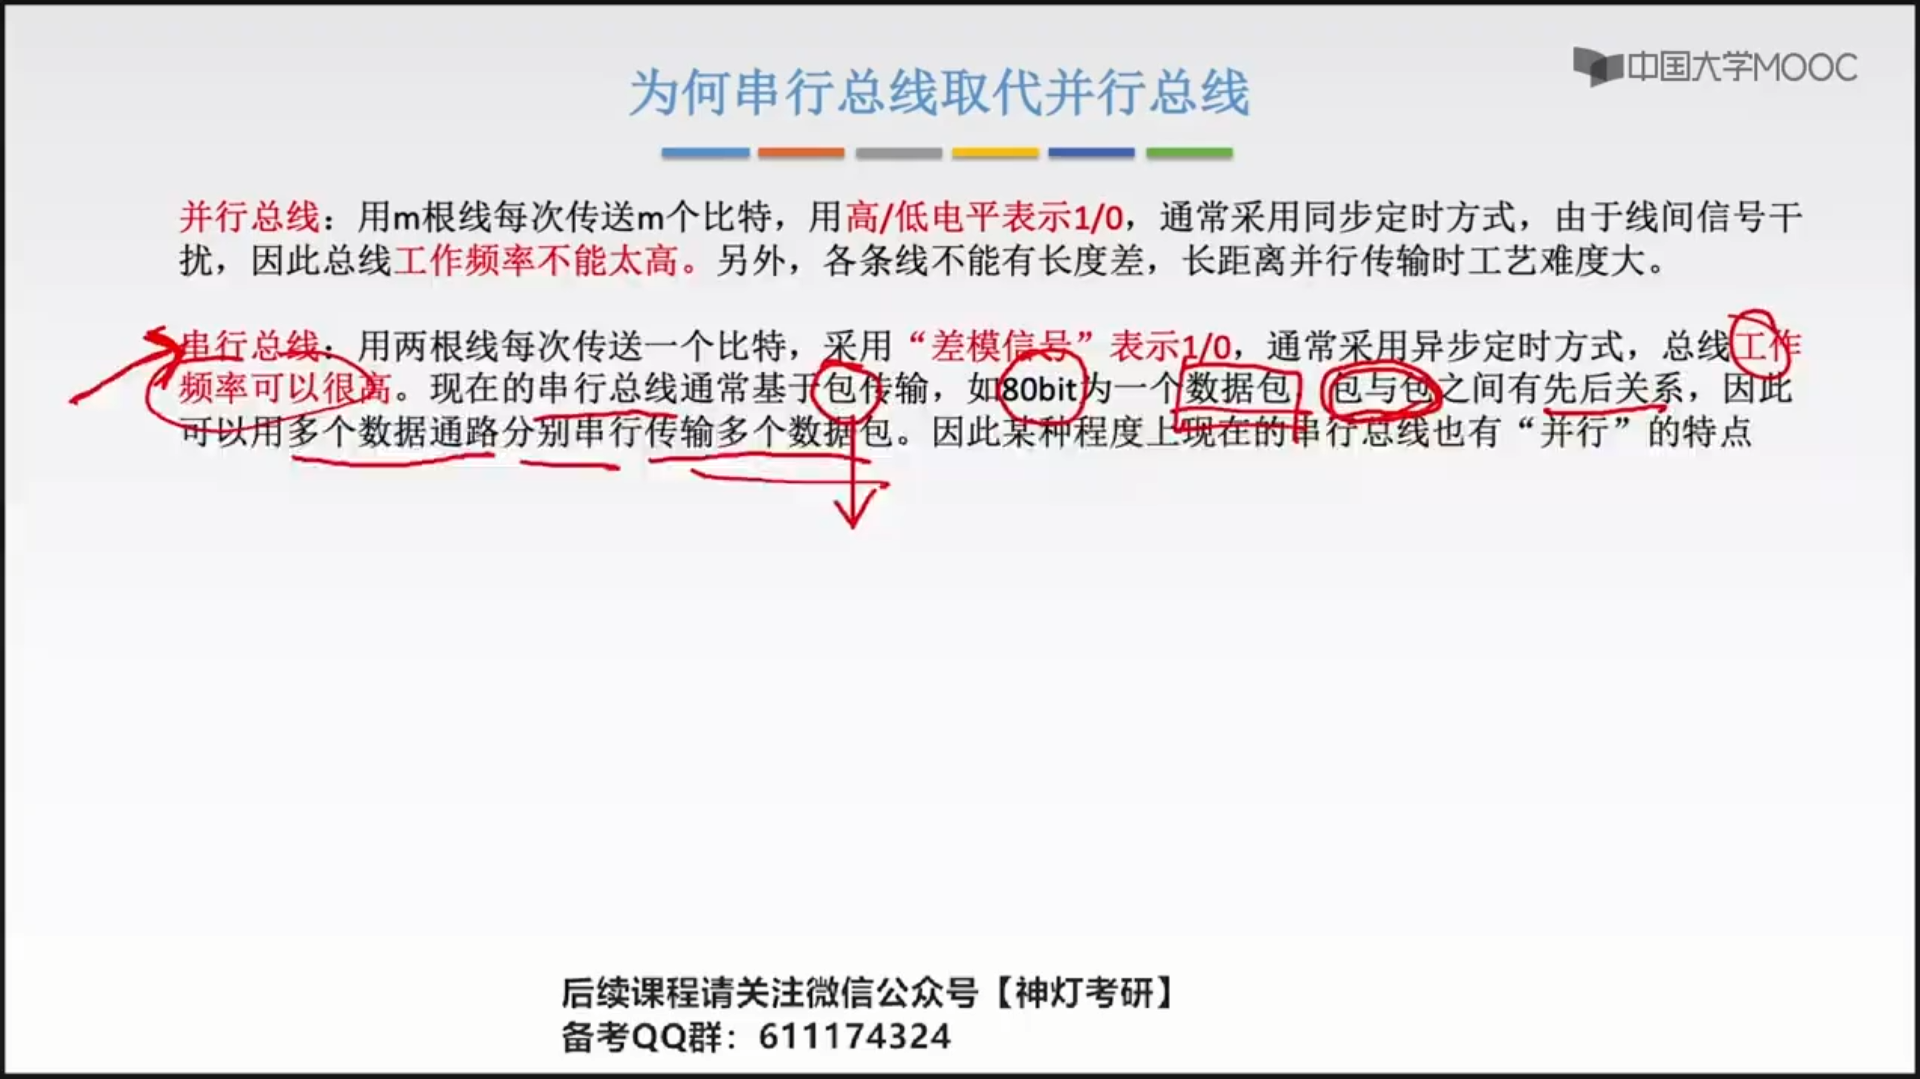 中国大学MOOC
为何串行总线取代并行总线
并行总线：用m根线每次传送m个比特，用高/低电平表示1/0，通常采用同步定时方式，由于线间信号干
扰，因此总线工作频率不能太高。另外，各条线不能有长度差，长距离并行传输时工艺难度大。
串行总线：用两根线每次传送一个比特，采用“差模信号”表示1/0，通常采用异步定时方式，总线工作
频率可以很高。现在的串行总线通常基于包传输，如80bit为一个数据包，包与包之间有先后关系，因此
可以用多个数据通路分别串行传输多个数据包。因此某种程度上现在的串行总线也有“并行”的特点
后续课程请关注微信公众号【神灯考研】
备考QQ群：611174324